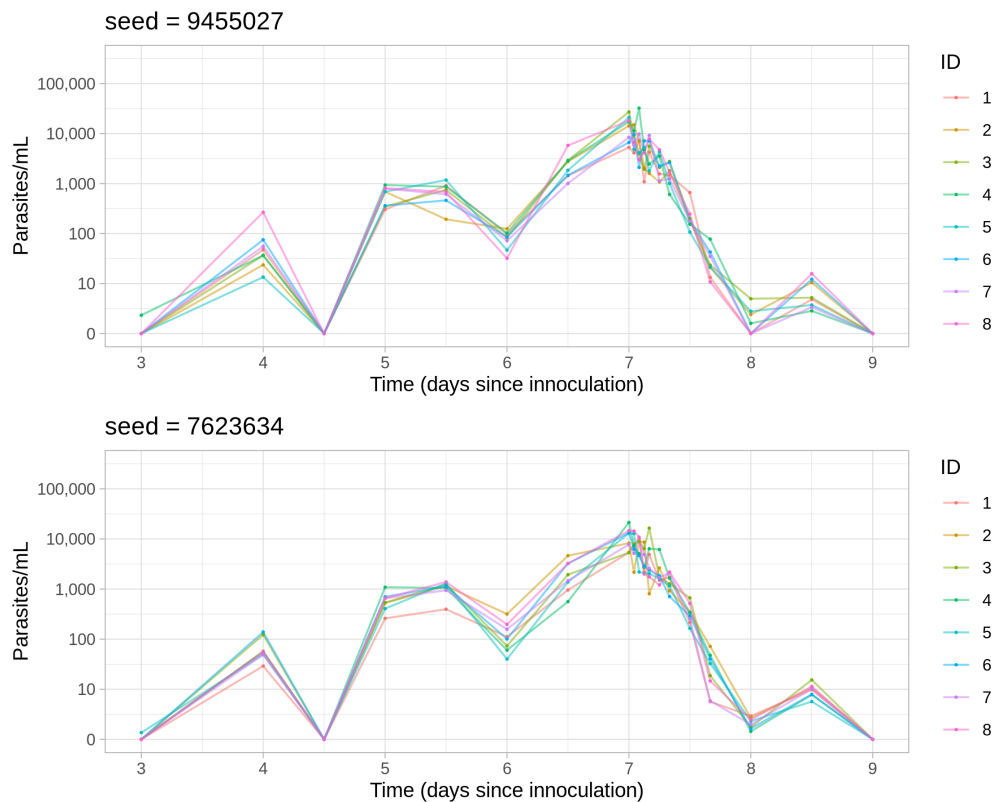 seed = 9455027
ID
100,000
10,000
1,000
100
10
0
Parasites/mL
3 4 5 6 7 8 9
Time (days since innoculation)
1
2
3
4
5
6
7
8
seed = 7623634
ID
100,000
10,000
1,000
100
10
0
Parasites/mL
3 4 5 6 7 8 9
Time (days since innoculation)
1
2
3
4
5
6
7
8